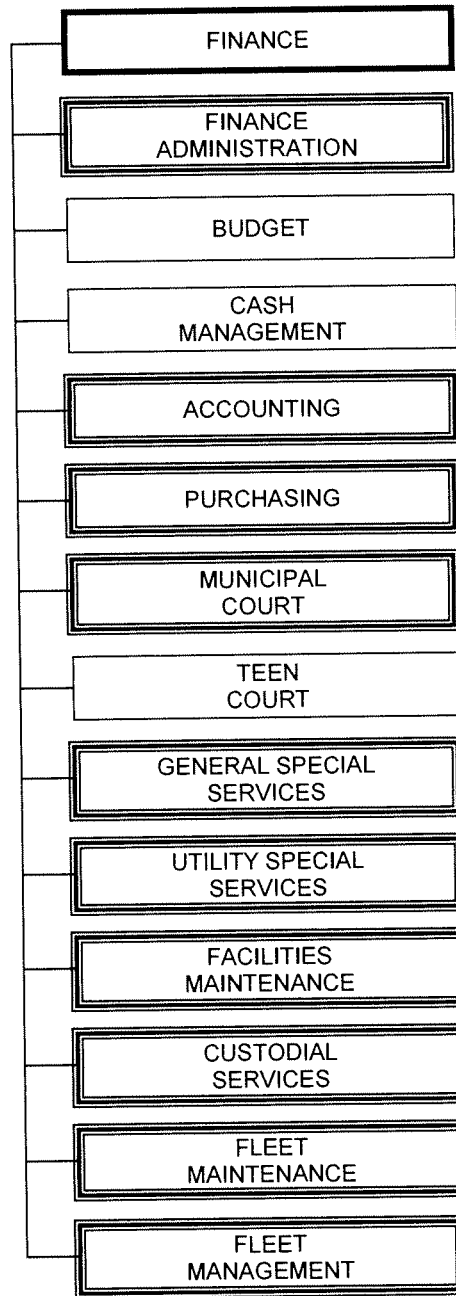 FINANCE
FINANCE
ADMINISTRATION
BUDGET
CASH
MANAGEMENT
ACCOUNTING
PURCHASING
MUNICIPAL
COURT
TEEN
COURT
GENERAL SPECIAL
SERVICES
UTILITY SPECIAL
SERVICES
FACILITIES
MAINTENANCE
CUSTODIAL
SERVICES
FLEET
MAINTENANCE
FLEET
MANAGEMENT